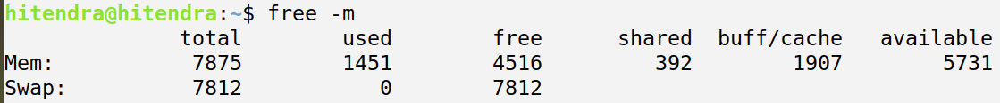 hitendra@hitendra:~$ free -m
              total        used        free      shared  buff/cache   available
Mem:           7875        1451        4516         392        1907        5731
Swap:          7812           0        7812